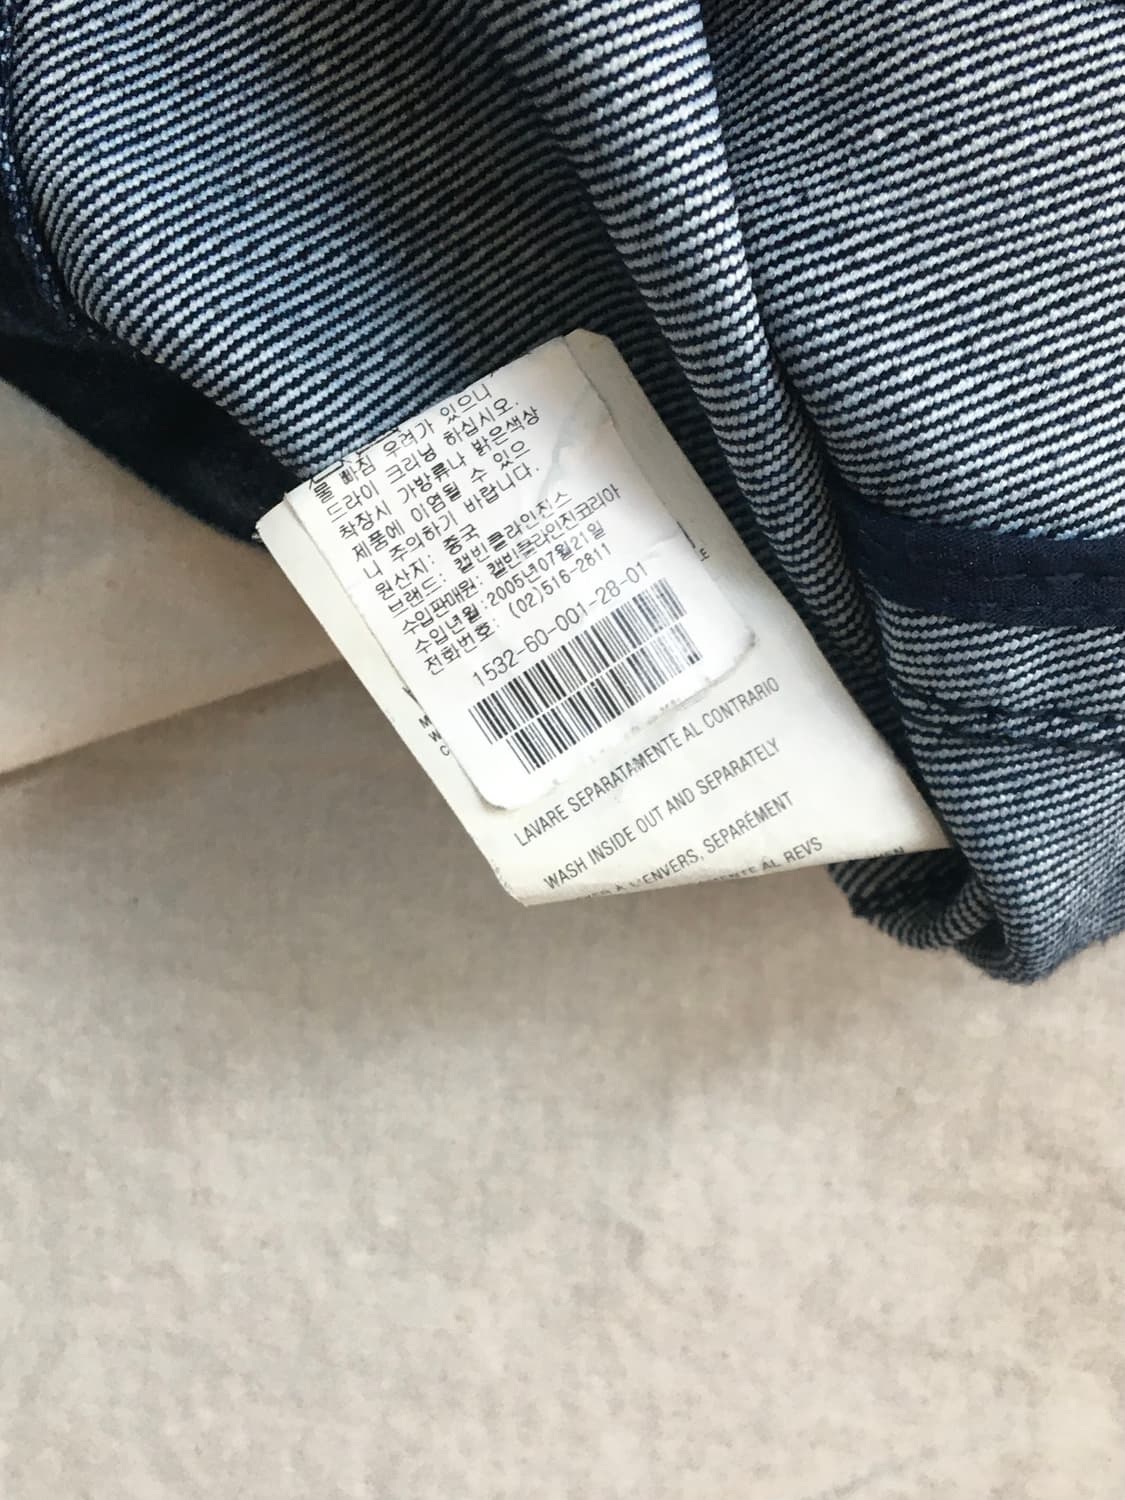 물 빠짐 우려가 있으니
드라이 크리닝 하십시오.
착장시 가방류나 밝은색상
제품에 이염될 수 있으
니 주의하기 바랍니다.
원산지: 중국
브랜드: 캘빈클라인진스
수입판매원: 캘빈클라인진코리아
수입년월:2005년07월21일
전화번호: (02)516-2811
1532-60-001-28-01
LAVARE SEPARATAMENTE AL CONTRARIO
WASH INSIDE OUT AND SEPARATELY
À L'ENVERS, SEPARÉMENT
AL REVS